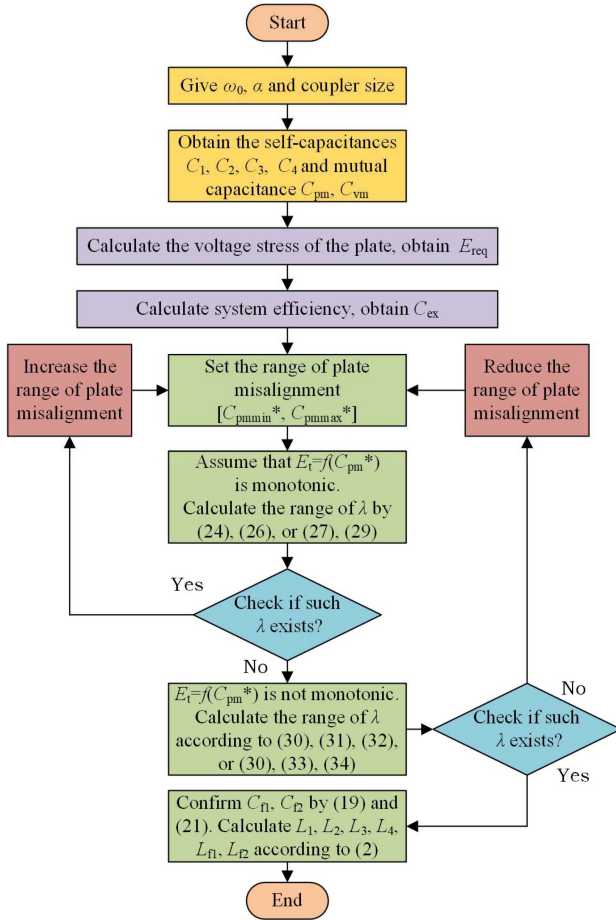 Start
Give ω₀, α and coupler size
Obtain the self-capacitances
C₁, C₂, C₃, C₄ and mutual
capacitance Cpm, Cvm
Calculate the voltage stress of the plate, obtain Ereq
Calculate system efficiency, obtain Cex
Increase the
range of plate
misalignment
Set the range of plate
misalignment
[Cpmmin*, Cpmmax*]
Reduce the
range of plate
misalignment
Assume that Et=f(Cpm*)
is monotonic.
Calculate the range of λ by
(24), (26), or (27), (29)
Yes
Check if such
λ exists?
No
Et=f(Cpm*) is not monotonic.
Calculate the range of λ
according to (30), (31), (32),
or (30), (33), (34)
No
Check if such
λ exists?
Yes
Confirm Cf1, Cf2 by (19) and
(21). Calculate L₁, L₂, L₃, L₄,
Lf1, Lf2 according to (2)
End